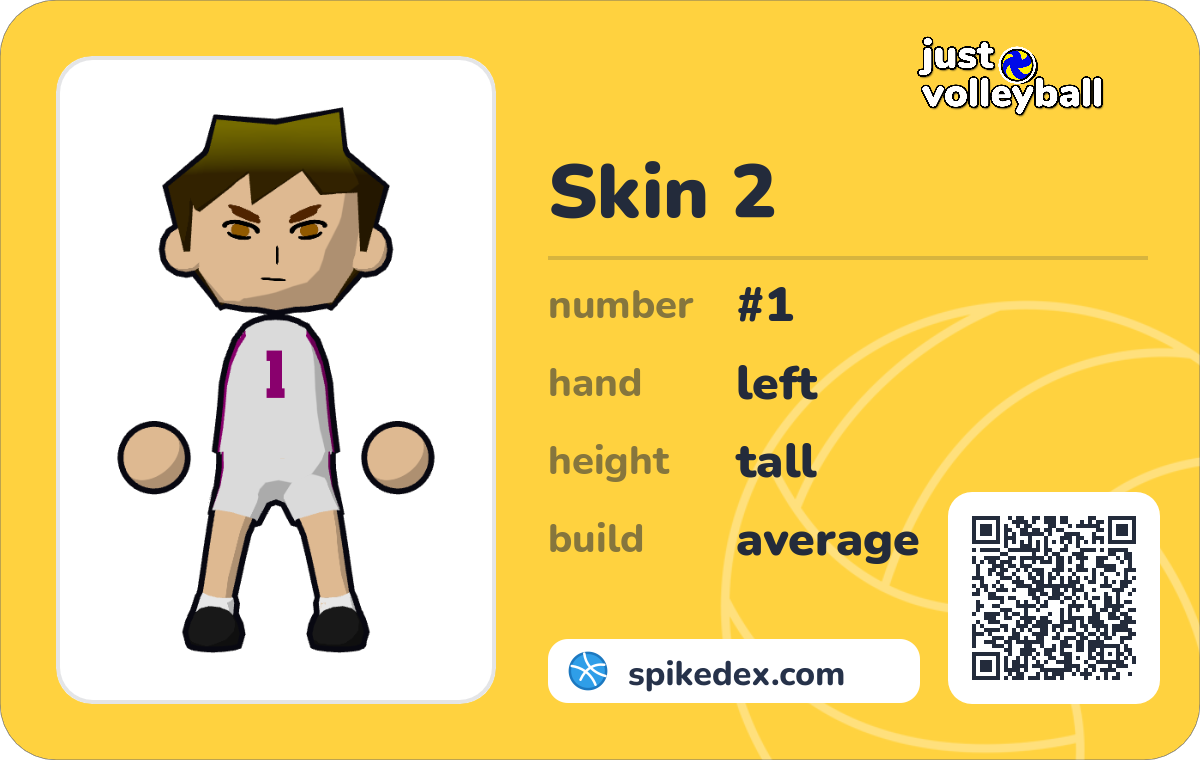 just
volleyball
Skin 2
number #1
hand left
height tall
build average
1
spikedex.com